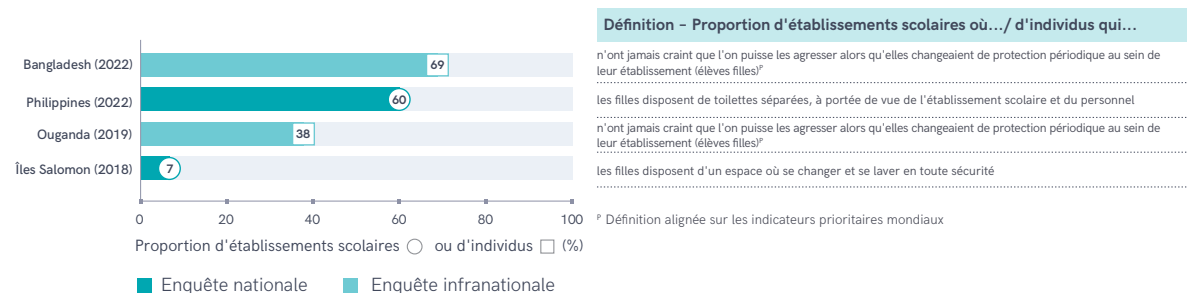 Définition – Proportion d'établissements scolaires où.../ d'individus qui...
Bangladesh (2022)
69
n'ont jamais craint que l'on puisse les agresser alors qu'elles changeaient de protection périodique au sein de
leur établissement (élèves filles)ᴾ
Philippines (2022)
60
les filles disposent de toilettes séparées, à portée de vue de l'établissement scolaire et du personnel
Ouganda (2019)
38
n'ont jamais craint que l'on puisse les agresser alors qu'elles changeaient de protection périodique au sein de
leur établissement (élèves filles)ᴾ
Îles Salomon (2018)
7
les filles disposent d'un espace où se changer et se laver en toute sécurité
0 20 40 60 80 100
Proportion d'établissements scolaires ou d'individus (%)
Enquête nationale Enquête infranationale
ᴾ Définition alignée sur les indicateurs prioritaires mondiaux